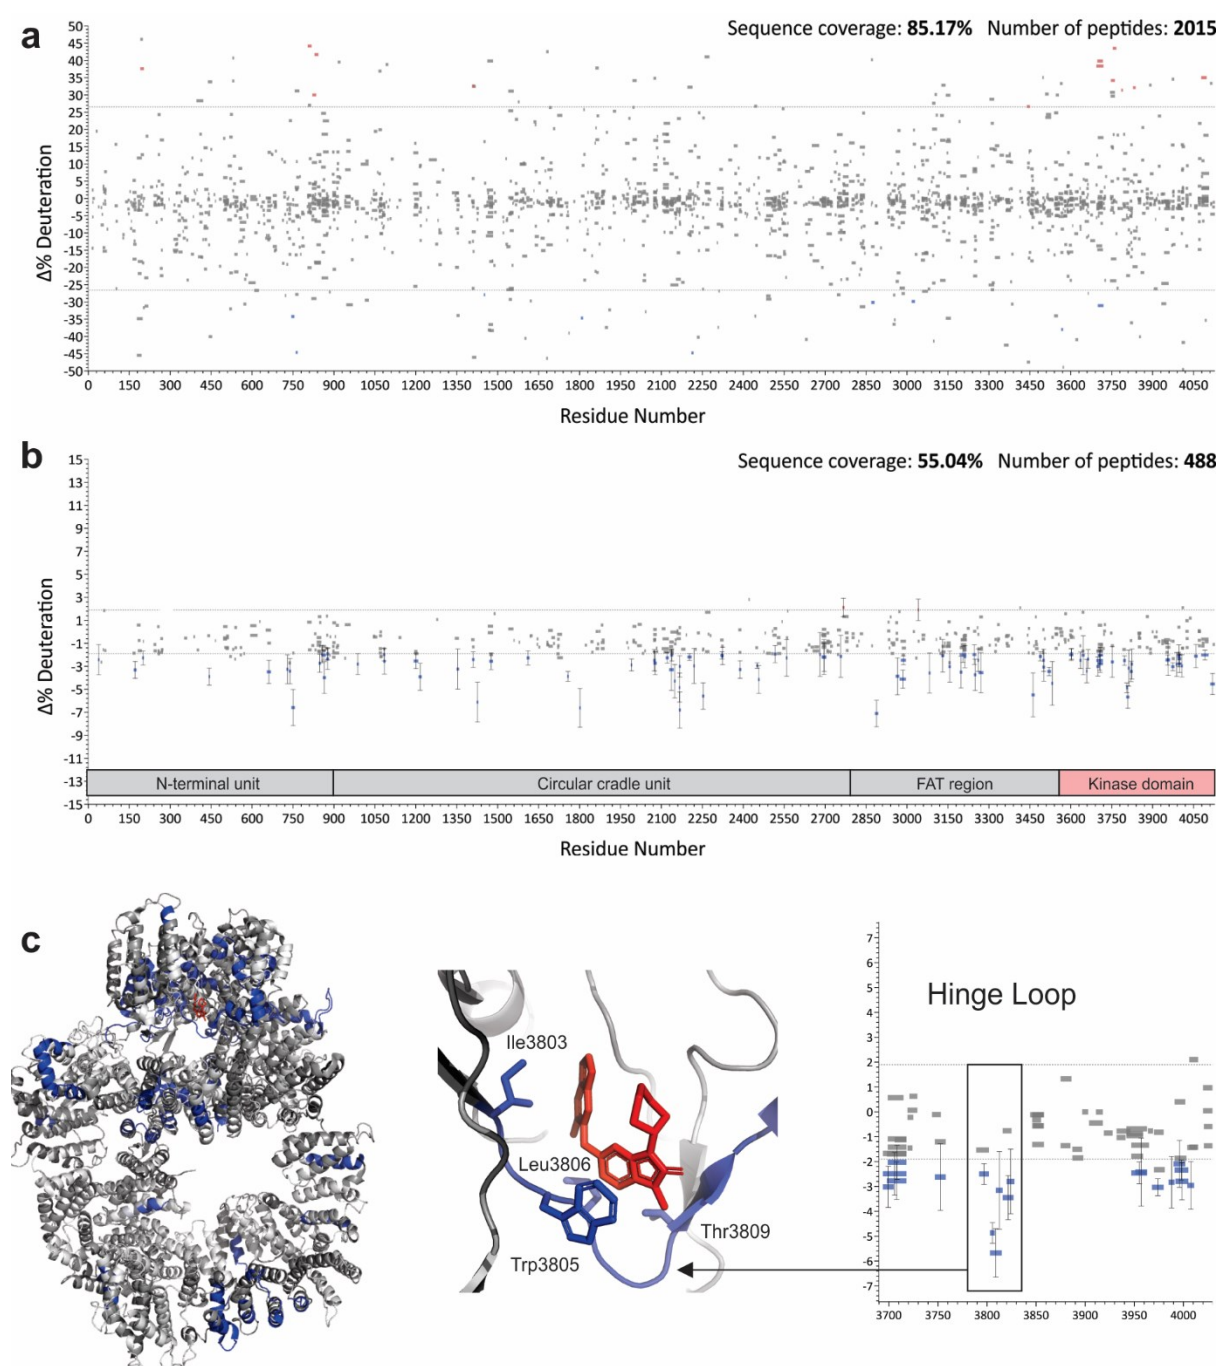 a
Sequence coverage: 85.17% Number of peptides: 2015
50
45
40
35
30
25
20
15
10
5
0
-5
-10
-15
-20
-25
-30
-35
-40
-45
-50
Δ% Deuteration
0 150 300 450 600 750 900 1050 1200 1350 1500 1650 1800 1950 2100 2250 2400 2550 2700 2850 3000 3150 3300 3450 3600 3750 3900 4050
Residue Number
b
Sequence coverage: 55.04% Number of peptides: 488
15
13
11
9
7
5
3
1
-1
-3
-5
-7
-9
-11
-13
-15
Δ% Deuteration
N-terminal unit Circular cradle unit FAT region Kinase domain
0 150 300 450 600 750 900 1050 1200 1350 1500 1650 1800 1950 2100 2250 2400 2550 2700 2850 3000 3150 3300 3450 3600 3750 3900 4050
Residue Number
c
Ile3803
Leu3806
Trp3805
Thr3809
Hinge Loop
7
6
5
4
3
2
1
0
-1
-2
-3
-4
-5
-6
-7
3700 3750 3800 3850 3900 3950 4000